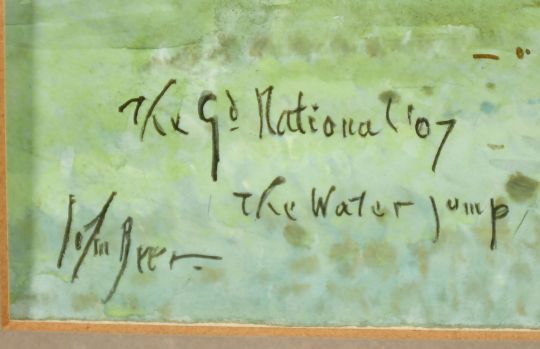 The Gd National '07
The Water Jump
John Beer